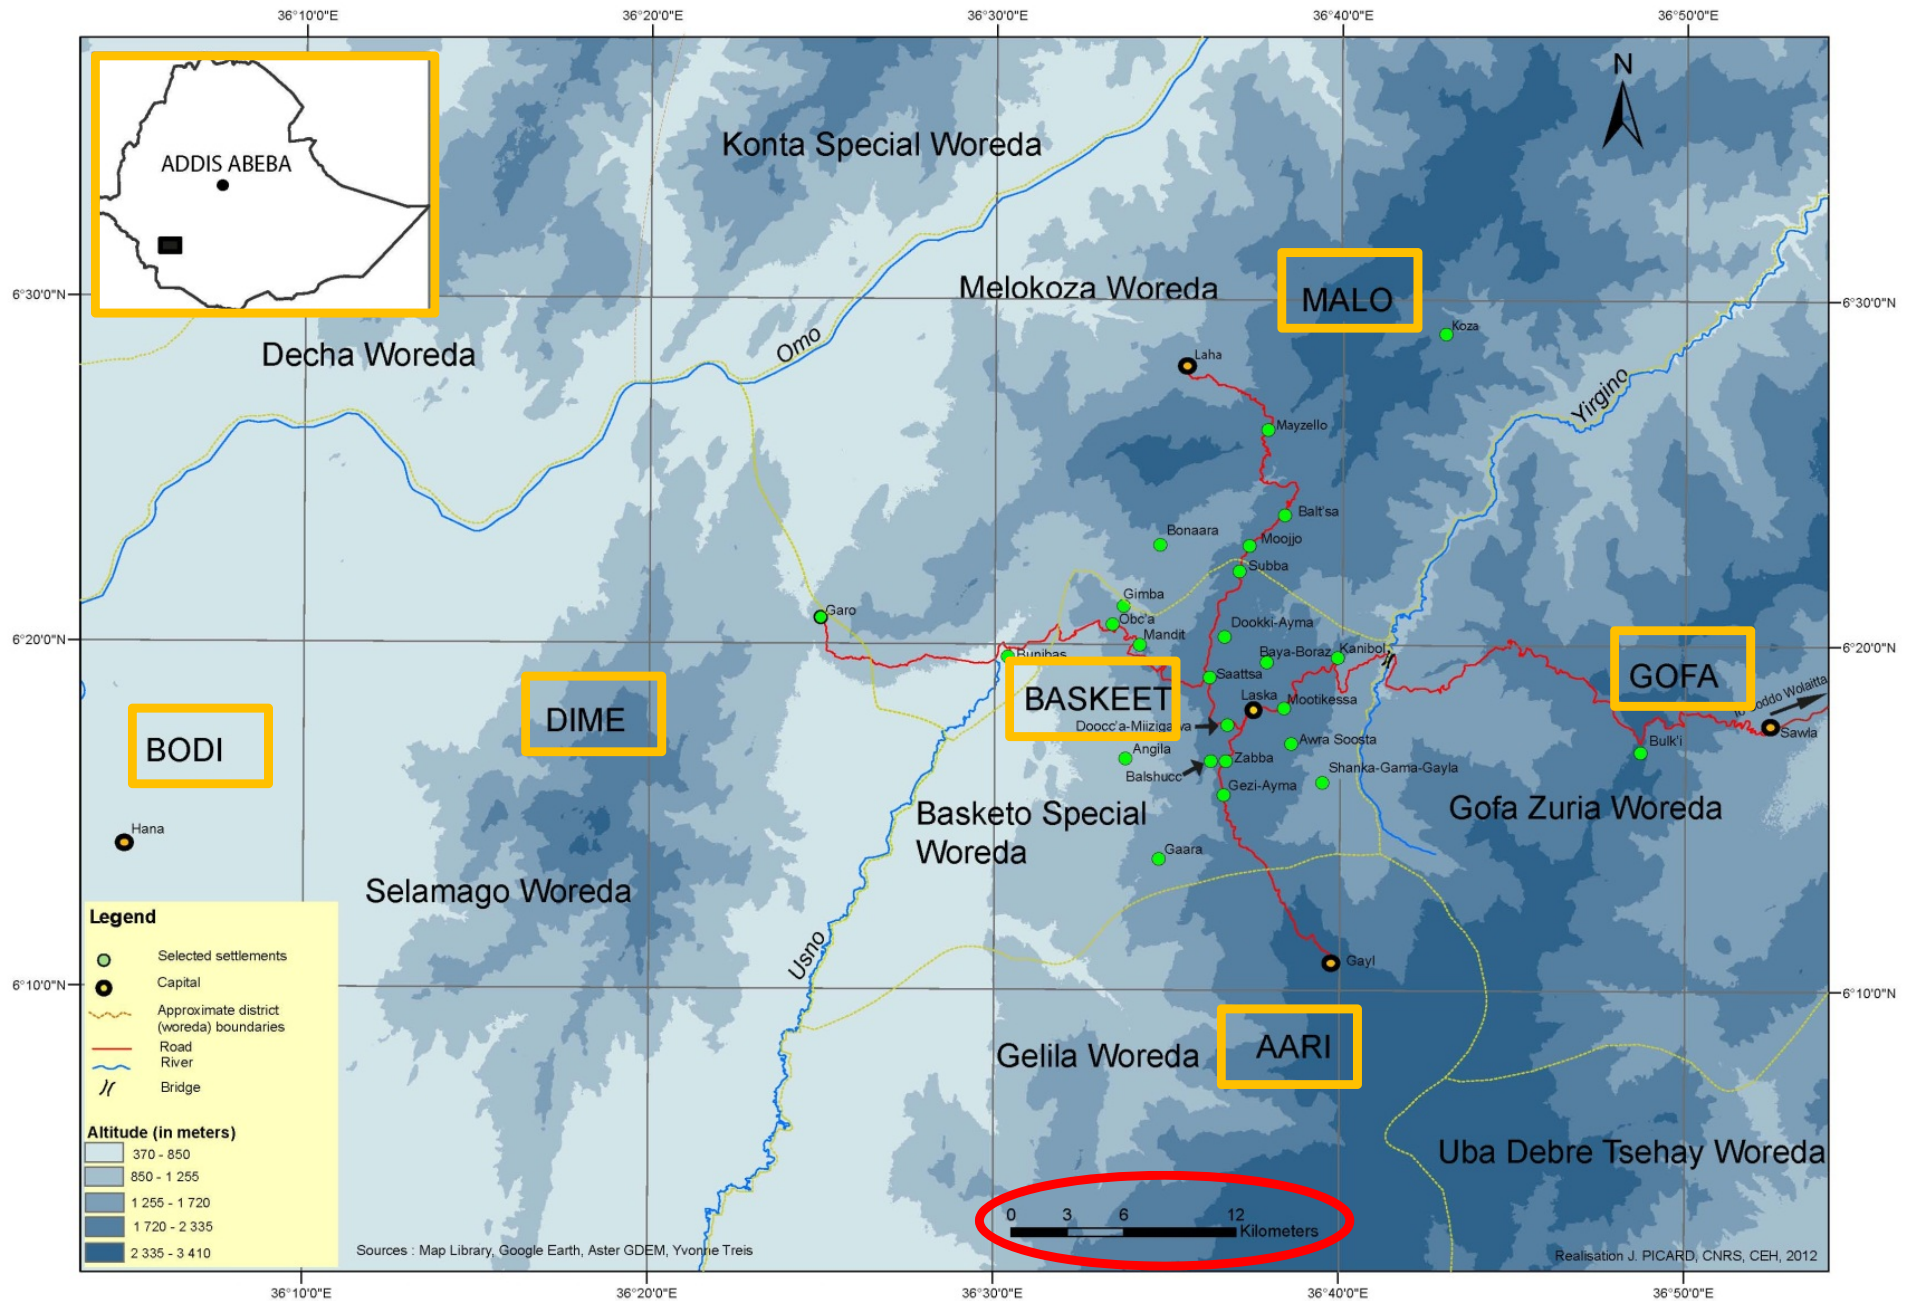 36°10'0"E
36°20'0"E
36°30'0"E
36°40'0"E
36°50'0"E
N
ADDIS ABEBA
Konta Special Woreda
Melokoza Woreda
MALO
6°30'0"N
6°30'0"N
Koza
Decha Woreda
Omo
Laha
Yirgino
Mayzello
Balt'sa
Bonaara
Moojjo
Subba
Gimba
Garo
Obc'a
Dookki-Ayma
Mandit
6°20'0"N
6°20'0"N
Bunibas
Baya-Boraz
Kanibol
Saattsa
GOFA
BASKEET
Laska
Mootikessa
DIME
BODI
Doocc'a-Miizigalwa
Sawla
Awra Soosta
Bulk'i
Angila
Zabba
Balshucc
Shanka-Gama-Gayla
Gezi-Ayma
Basketo Special
Woreda
Gofa Zuria Woreda
Hana
Gaara
Selamago Woreda
Usno
Gayl
6°10'0"N
6°10'0"N
Gelila Woreda
AARI
Uba Debre Tsehay Woreda
Legend
Selected settlements
Capital
Approximate district
(woreda) boundaries
Road
River
Bridge
Altitude (in meters)
370 - 850
850 - 1 255
1 255 - 1 720
1 720 - 2 335
2 335 - 3 410
0 3 6 12
Kilometers
Sources : Map Library, Google Earth, Aster GDEM, Yvonne Treis
Realisation J. PICARD, CNRS, CEH, 2012
36°10'0"E
36°20'0"E
36°30'0"E
36°40'0"E
36°50'0"E